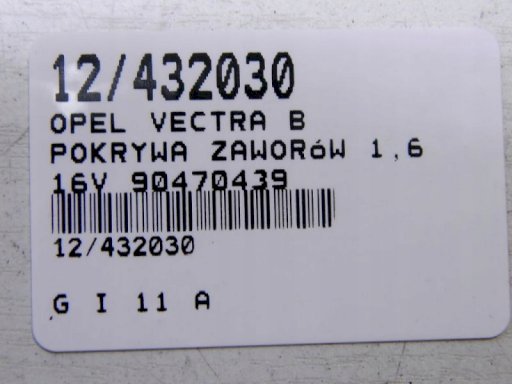 12/432030
OPEL VECTRA B
POKRYWA ZAWORóW 1,6
16V 90470439
12/432030
G I 11 A